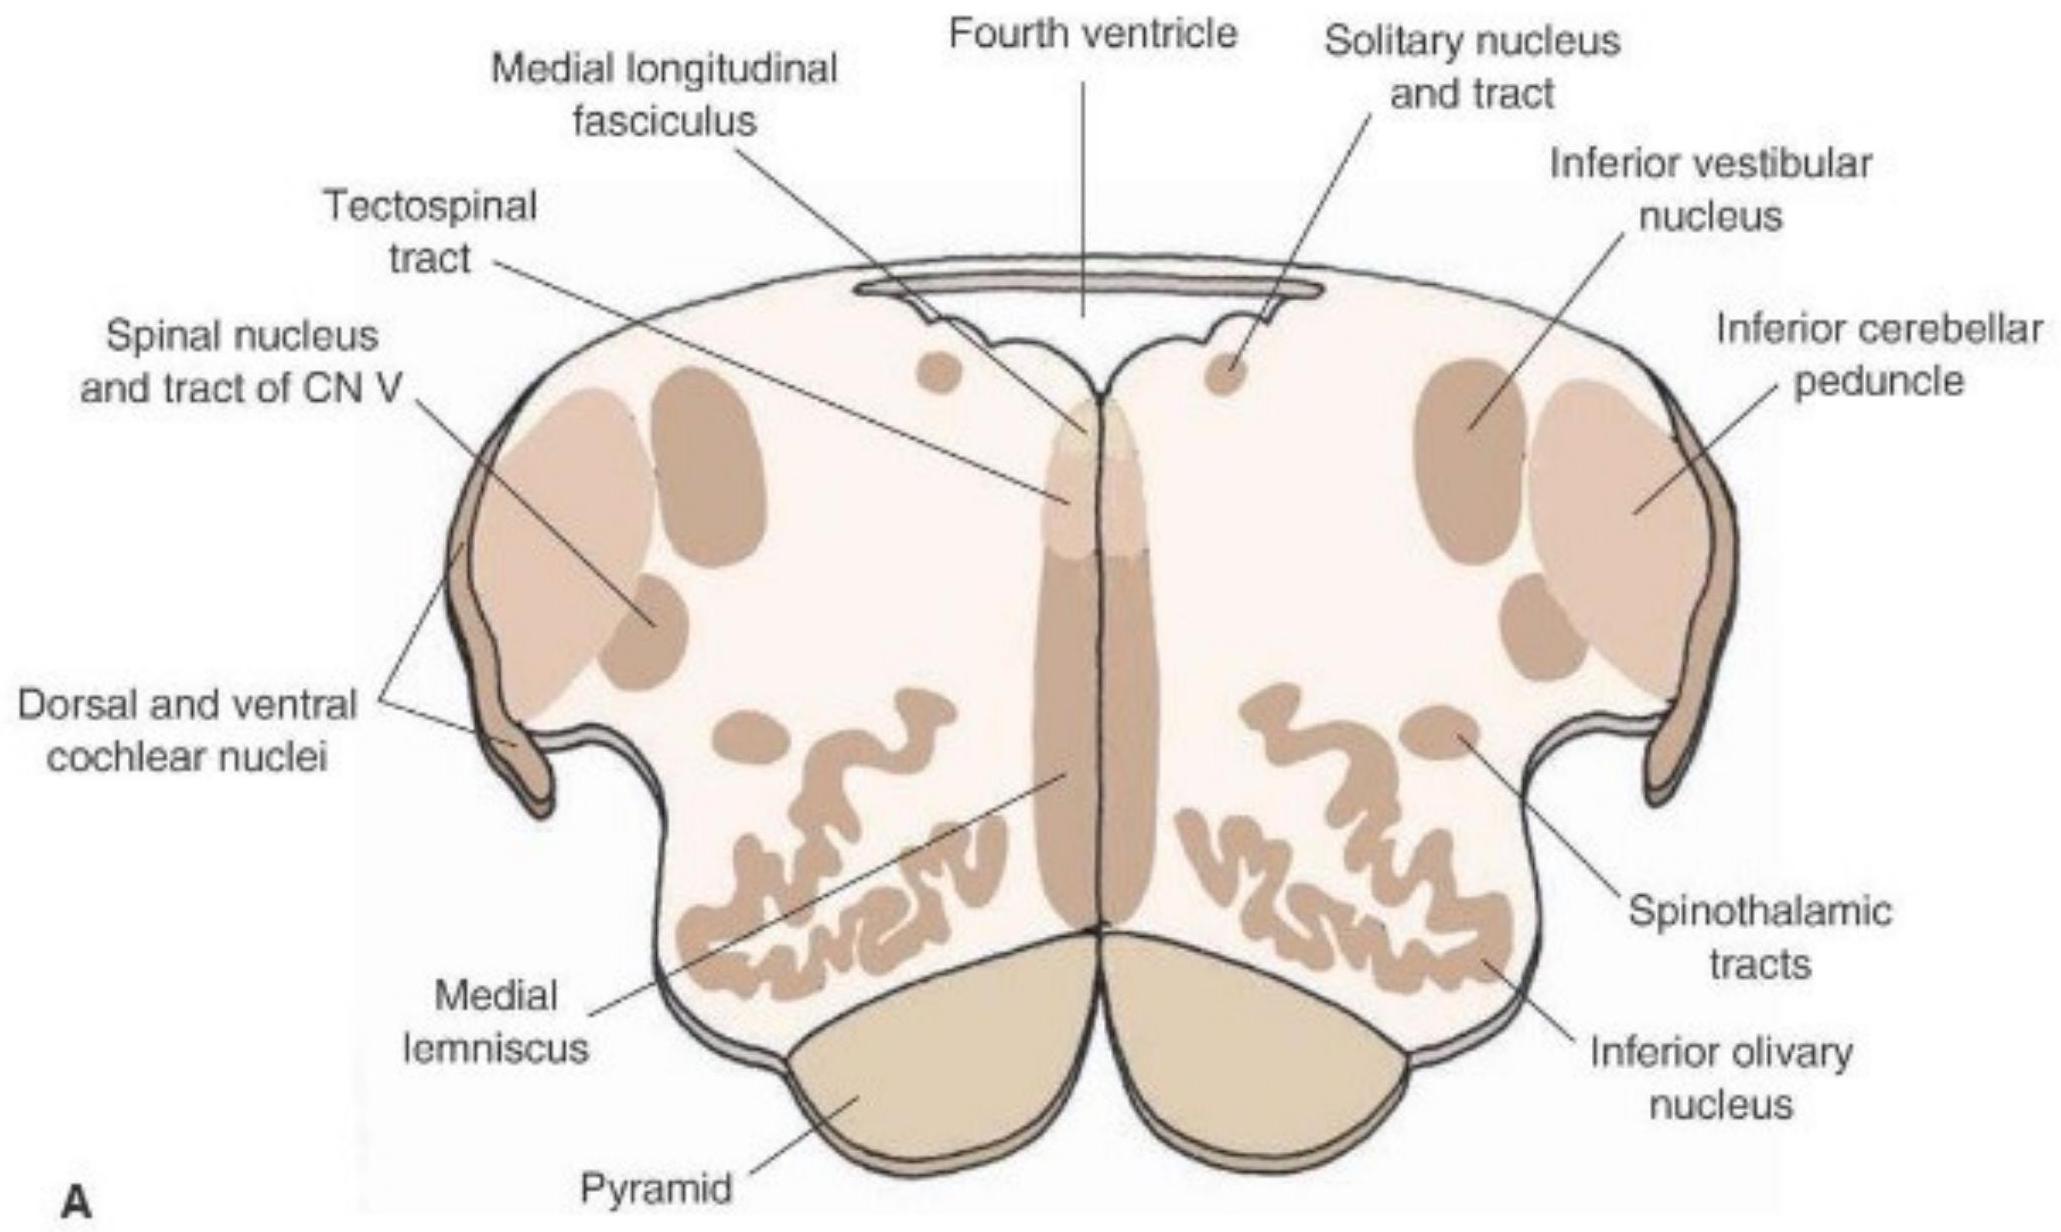 Fourth ventricle
Solitary nucleus
and tract
Medial longitudinal
fasciculus
Inferior vestibular
nucleus
Tectospinal
tract
Inferior cerebellar
peduncle
Spinal nucleus
and tract of CN V
Dorsal and ventral
cochlear nuclei
Spinothalamic
tracts
Medial
lemniscus
Inferior olivary
nucleus
Pyramid
A